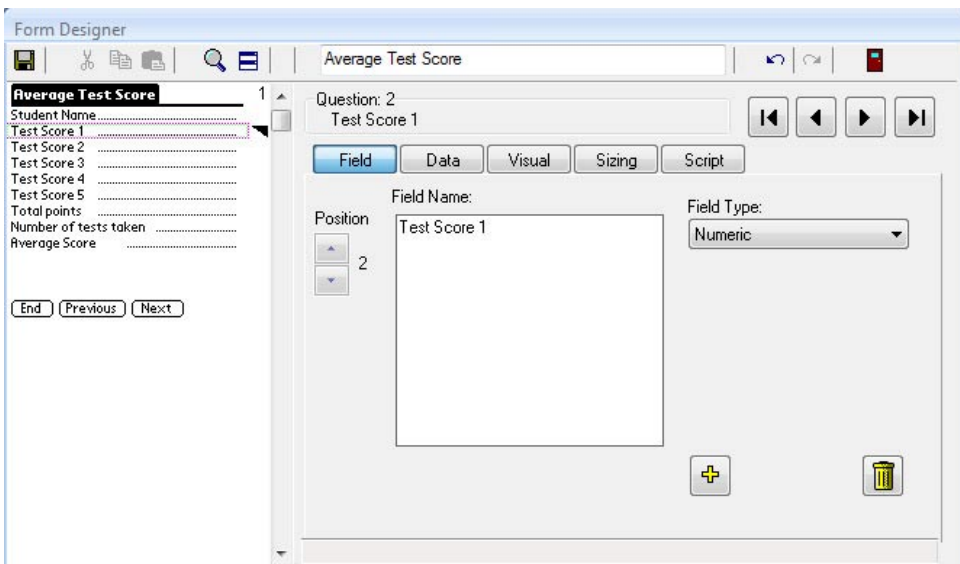 Form Designer
Average Test Score
Average Test Score 1
Student Name
Test Score 1
Test Score 2
Test Score 3
Test Score 4
Test Score 5
Total points
Number of tests taken
Average Score
End Previous Next
Question: 2
Test Score 1
Field Data Visual Sizing Script
Position
2
Field Name:
Test Score 1
Field Type:
Numeric